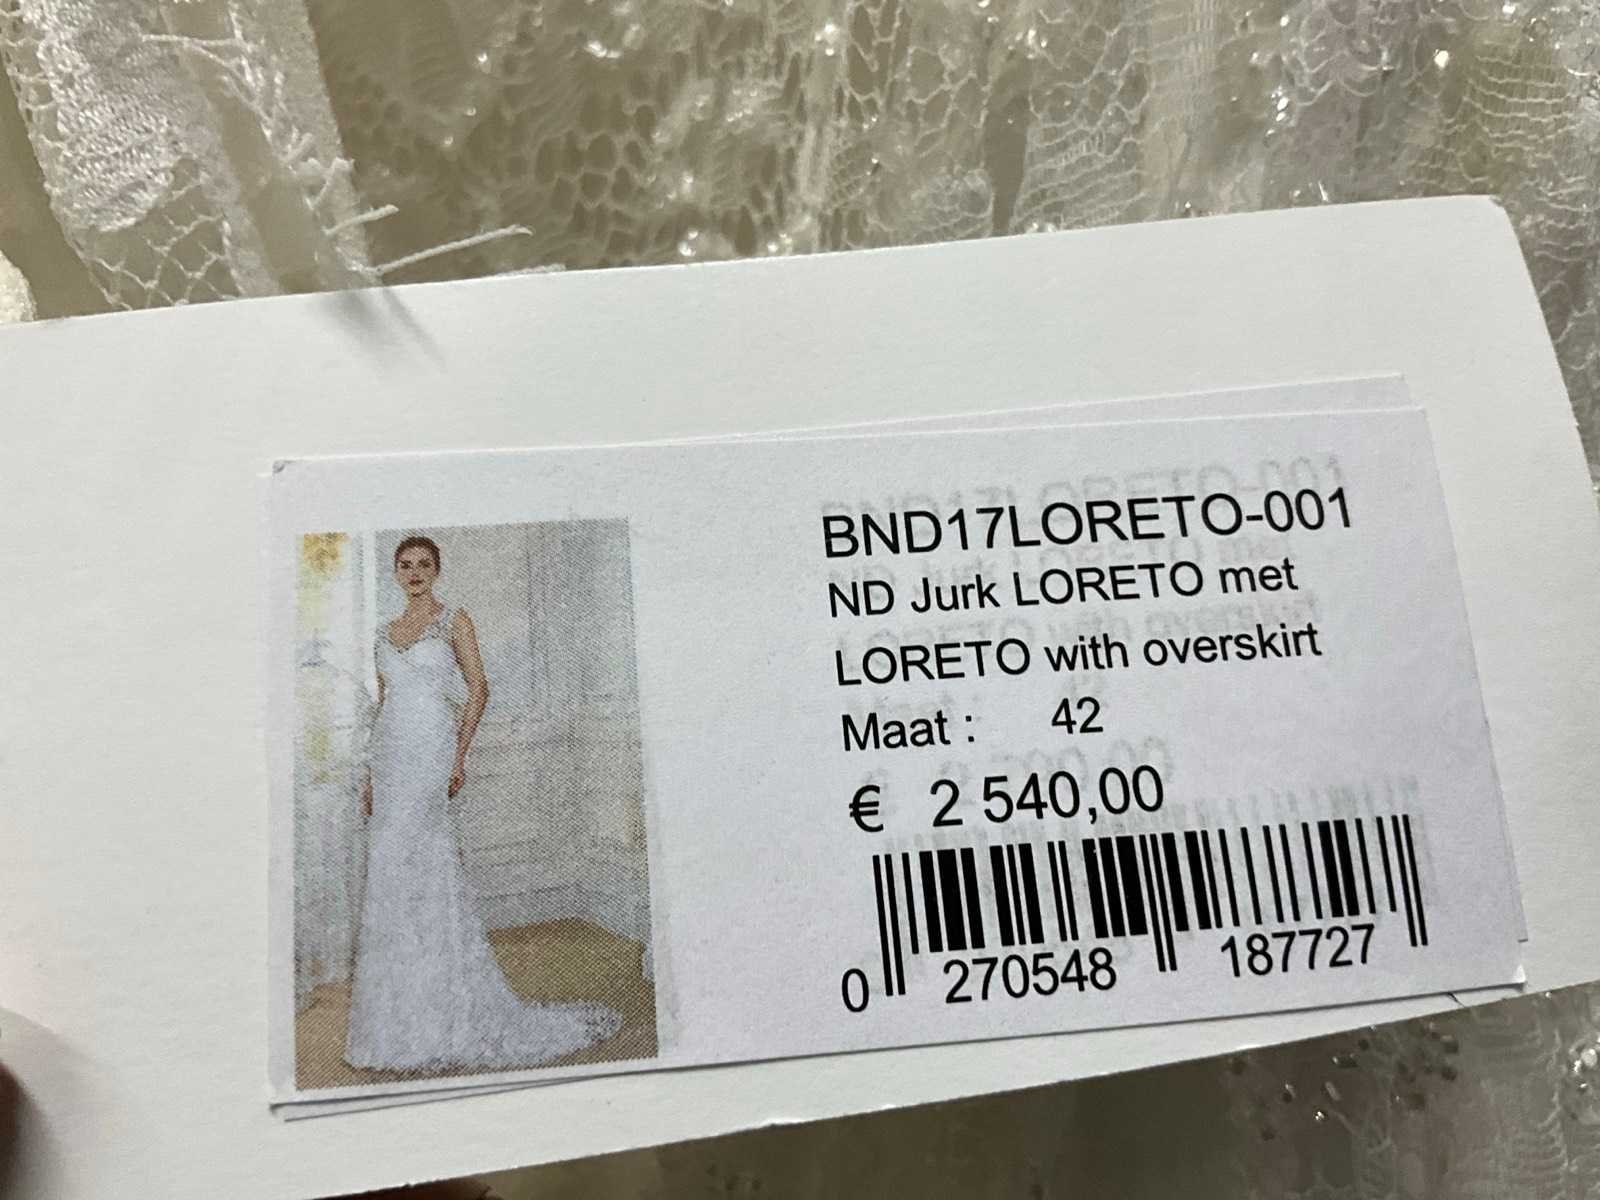 BND17LORETO-001
ND Jurk LORETO met
LORETO with overskirt
Maat : 42
€ 2 540,00
0 270548 187727